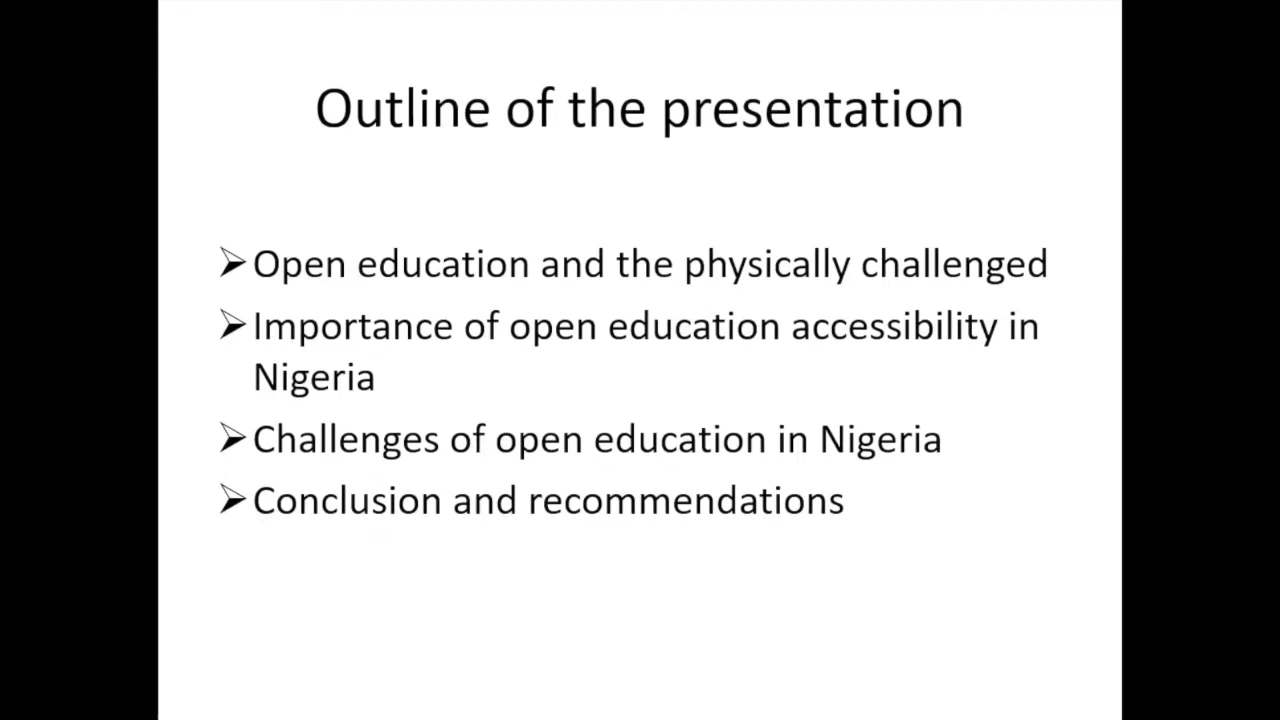 Outline of the presentation
➢Open education and the physically challenged
➢Importance of open education accessibility in
Nigeria
➢Challenges of open education in Nigeria
➢Conclusion and recommendations